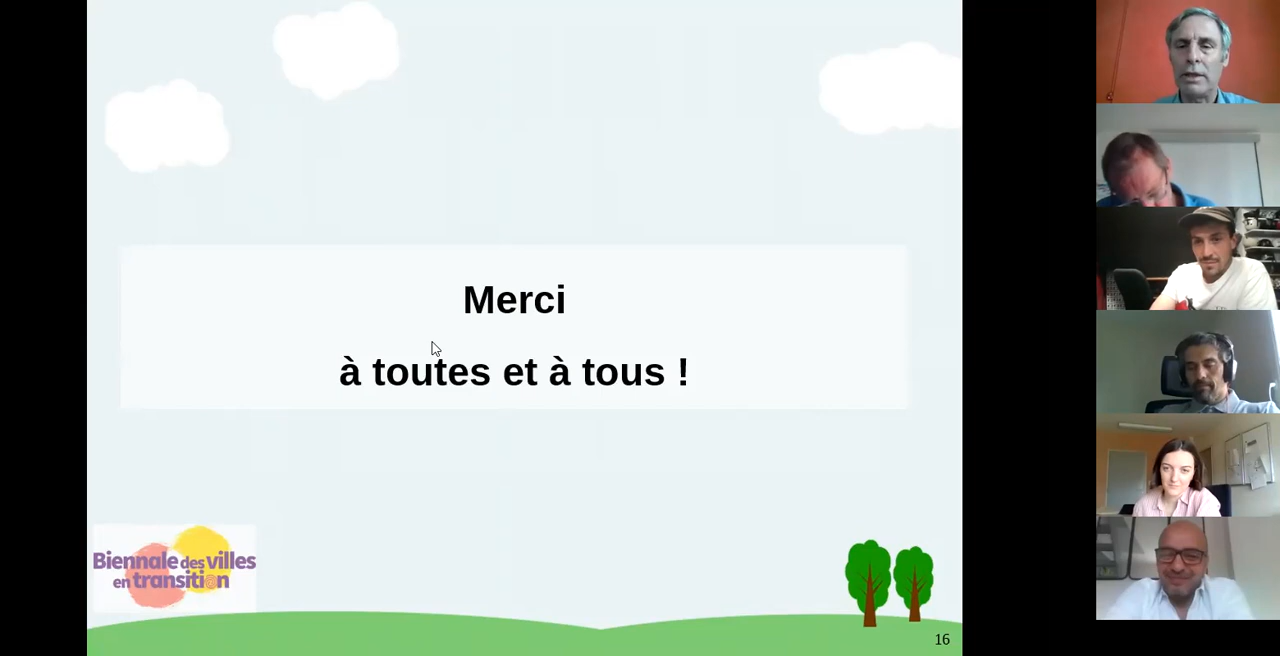 Merci
à toutes et à tous !
Biennale des villes
en transition
16